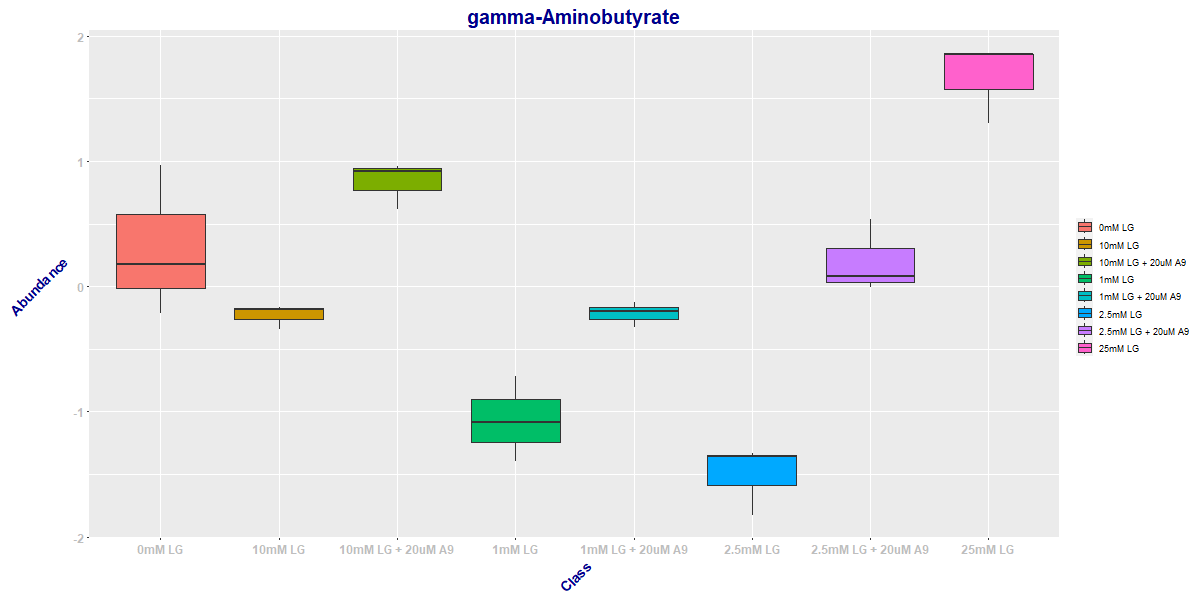 gamma-Aminobutyrate
2
1
0
-1
-2
Abundance
0mM LG
10mM LG
10mM LG + 20uM A9
1mM LG
1mM LG + 20uM A9
2.5mM LG
2.5mM LG + 20uM A9
25mM LG
Class
0mM LG
10mM LG
10mM LG + 20uM A9
1mM LG
1mM LG + 20uM A9
2.5mM LG
2.5mM LG + 20uM A9
25mM LG